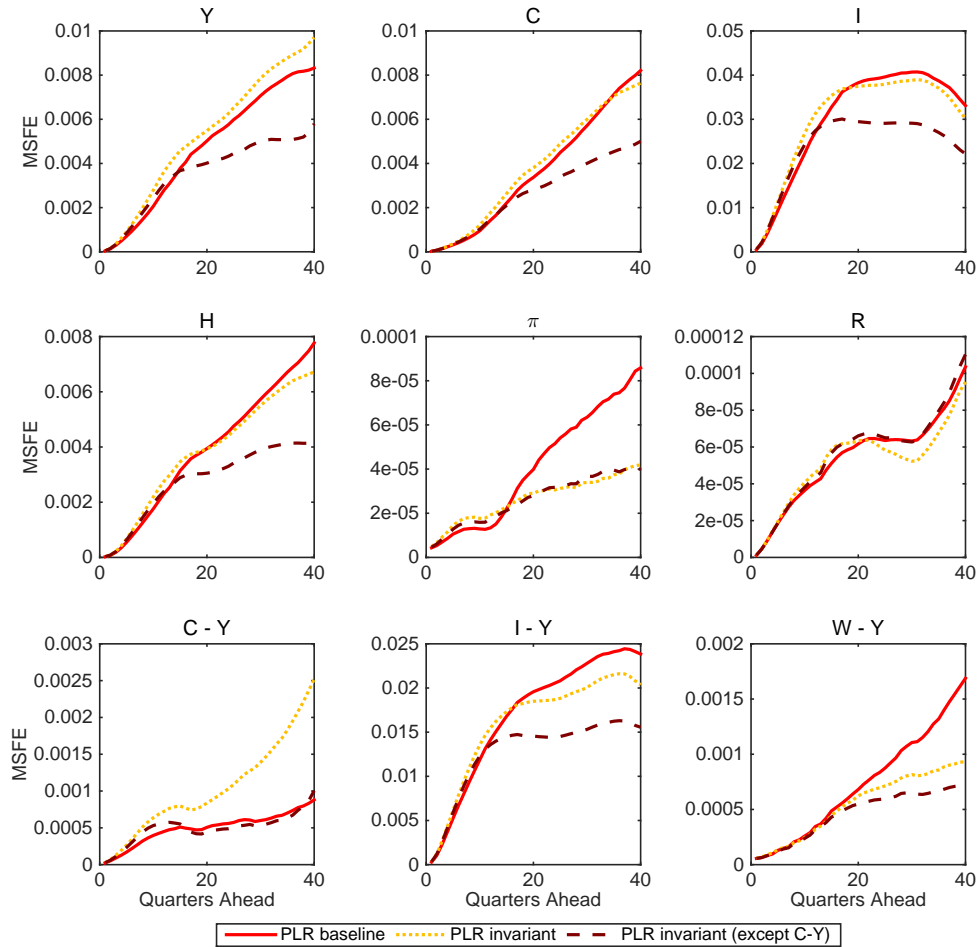 Y C I
0.01 0.01 0.05
0.008 0.008 0.04
0.006 0.006 0.03
0.004 0.004 0.02
0.002 0.002 0.01
0 0 0
MSFE
0 20 40 0 20 40 0 20 40
H π R
0.008 0.0001 0.00012
0.006 8e-05 0.0001
0.004 6e-05 8e-05
0.002 4e-05 6e-05
0 2e-05 4e-05
0 2e-05
0
MSFE
0 20 40 0 20 40 0 20 40
C - Y I - Y W - Y
0.003 0.025 0.002
0.0025 0.02 0.0015
0.002 0.015 0.001
0.0015 0.01 0.0005
0.001 0.005 0
0.0005 0
0
MSFE
0 20 40 0 20 40 0 20 40
Quarters Ahead Quarters Ahead Quarters Ahead
PLR baseline PLR invariant PLR invariant (except C-Y)